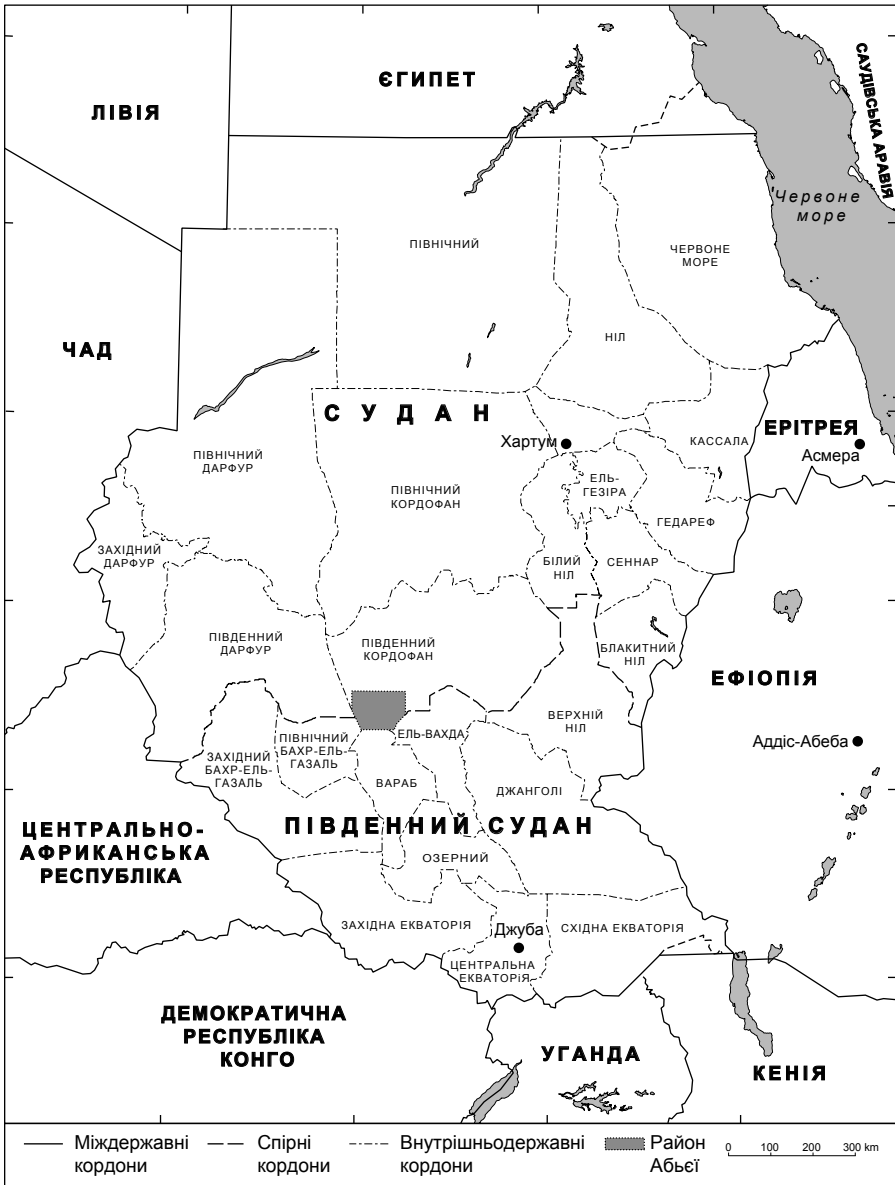 ЄГИПЕТ
ЛІВІЯ
САУДІВСЬКА АРАВІЯ
Червоне
море
ПІВНІЧНИЙ
ЧЕРВОНЕ
МОРЕ
ЧАД
НІЛ
СУДАН
Хартум
КАССАЛА
ЕРІТРЕЯ
Асмера
ПІВНІЧНИЙ
ДАРФУР
ПІВНІЧНИЙ
КОРДОФАН
ЕЛЬ-
ГЕЗІРА
ГЕДАРЕФ
ЗАХІДНИЙ
ДАРФУР
БІЛИЙ
НІЛ
СЕННАР
ПІВДЕННИЙ
ДАРФУР
ПІВДЕННИЙ
КОРДОФАН
БЛАКИТНИЙ
НІЛ
ЕФІОПІЯ
ВЕРХНІЙ
НІЛ
Аддіс-Абеба
ЗАХІДНИЙ
БАХР-ЕЛЬ-
ГАЗАЛЬ
ПІВНІЧНИЙ
БАХР-ЕЛЬ-
ГАЗАЛЬ
ЕЛЬ-ВАХДА
ВАРАБ
ДЖАНГОЛІ
ЦЕНТРАЛЬНО-
АФРИКАНСЬКА
РЕСПУБЛІКА
ПІВДЕННИЙ СУДАН
ОЗЕРНИЙ
ЗАХІДНА ЕКВАТОРІЯ
Джуба
СХІДНА ЕКВАТОРІЯ
ЦЕНТРАЛЬНА
ЕКВАТОРІЯ
ДЕМОКРАТИЧНА
РЕСПУБЛІКА
КОНГО
УГАНДА
КЕНІЯ
Міждержавні
кордони
Спірні
кордони
Внутрішньодержавні
кордони
Район
Абьєї
0 100 200 300 km